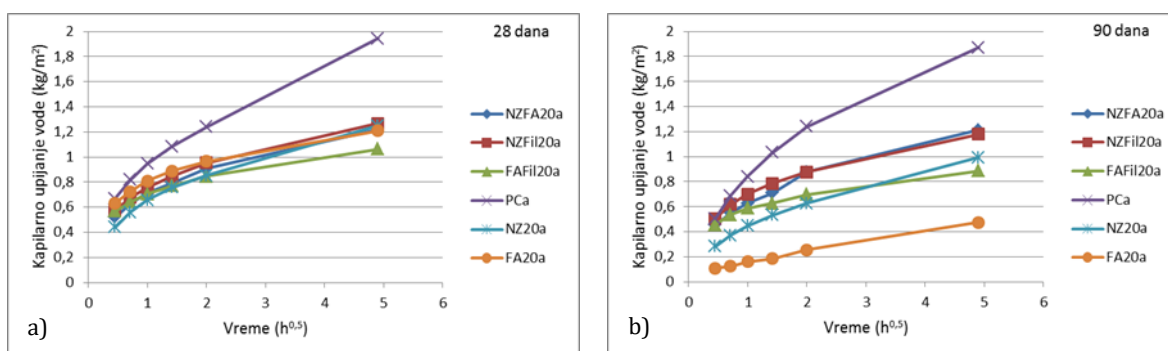 28 dana
Kapilarno upijanje vode (kg/m²)
2
1,8
1,6
1,4
1,2
1
0,8
0,6
0,4
0,2
0
0 1 2 3 4 5 6
Vreme (h⁰,⁵)
NZFA20a
NZFil20a
FAFil20a
PCa
NZ20a
FA20a
a)
90 dana
Kapilarno upijanje vode (kg/m²)
2
1,8
1,6
1,4
1,2
1
0,8
0,6
0,4
0,2
0
0 1 2 3 4 5 6
Vreme (h⁰,⁵)
NZFA20a
NZFil20a
FAFil20a
PCa
NZ20a
FA20a
b)